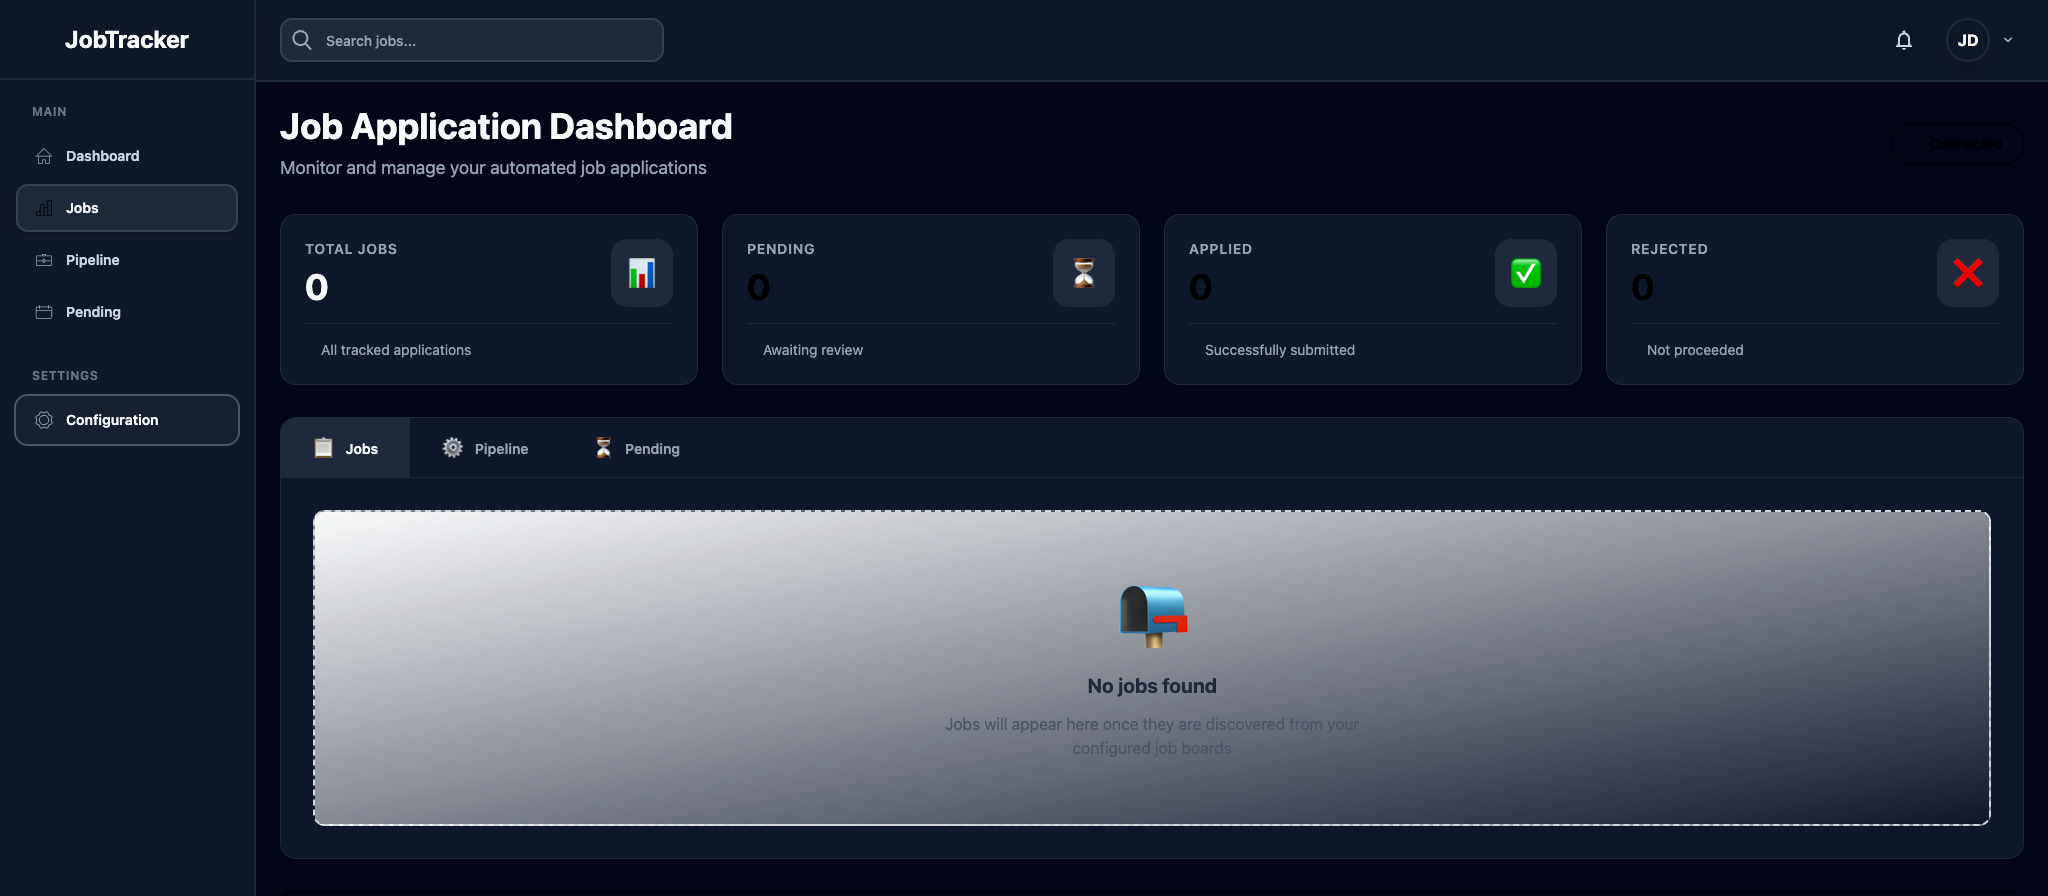 JobTracker
Search jobs...
JD
MAIN
Dashboard
Jobs
Pipeline
Pending
SETTINGS
Configuration
Job Application Dashboard
Monitor and manage your automated job applications
Connected
TOTAL JOBS
0
All tracked applications
PENDING
0
Awaiting review
APPLIED
0
Successfully submitted
REJECTED
0
Not proceeded
Jobs
Pipeline
Pending
No jobs found
Jobs will appear here once they are discovered from your
configured job boards